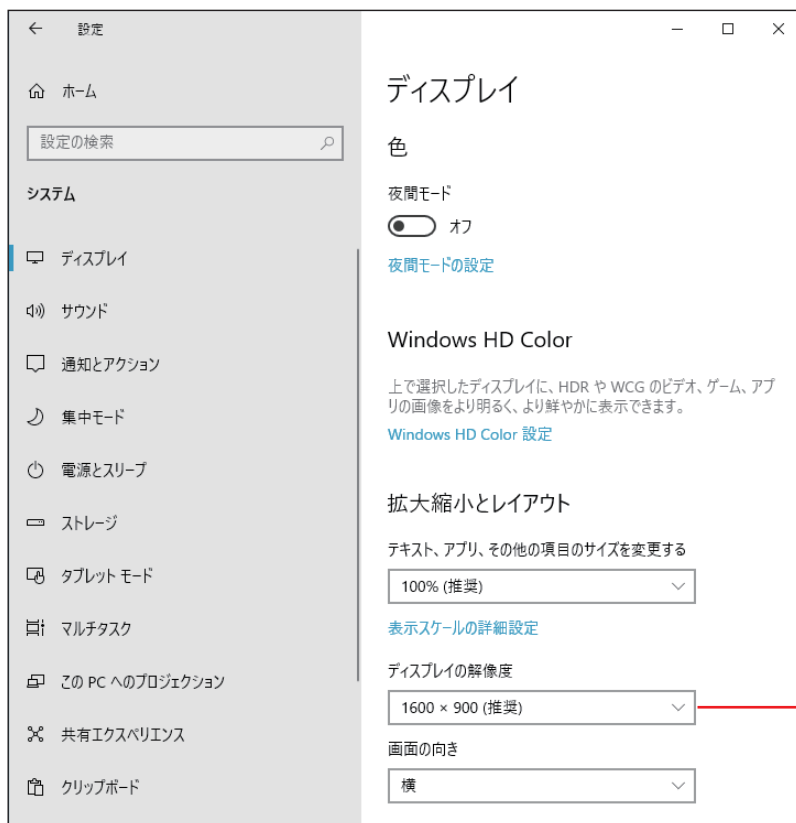 設定
ホーム
設定の検索
システム
ディスプレイ
サウンド
通知とアクション
集中モード
電源とスリープ
ストレージ
タブレット モード
マルチタスク
この PC へのプロジェクション
共有エクスペリエンス
クリップボード
ディスプレイ
色
夜間モード
オフ
夜間モードの設定
Windows HD Color
上で選択したディスプレイに、HDR や WCG のビデオ、ゲーム、アプ
リの画像をより明るく、より鮮やかに表示できます。
Windows HD Color 設定
拡大縮小とレイアウト
テキスト、アプリ、その他の項目のサイズを変更する
100% (推奨)
表示スケールの詳細設定
ディスプレイの解像度
1600 × 900 (推奨)
画面の向き
横